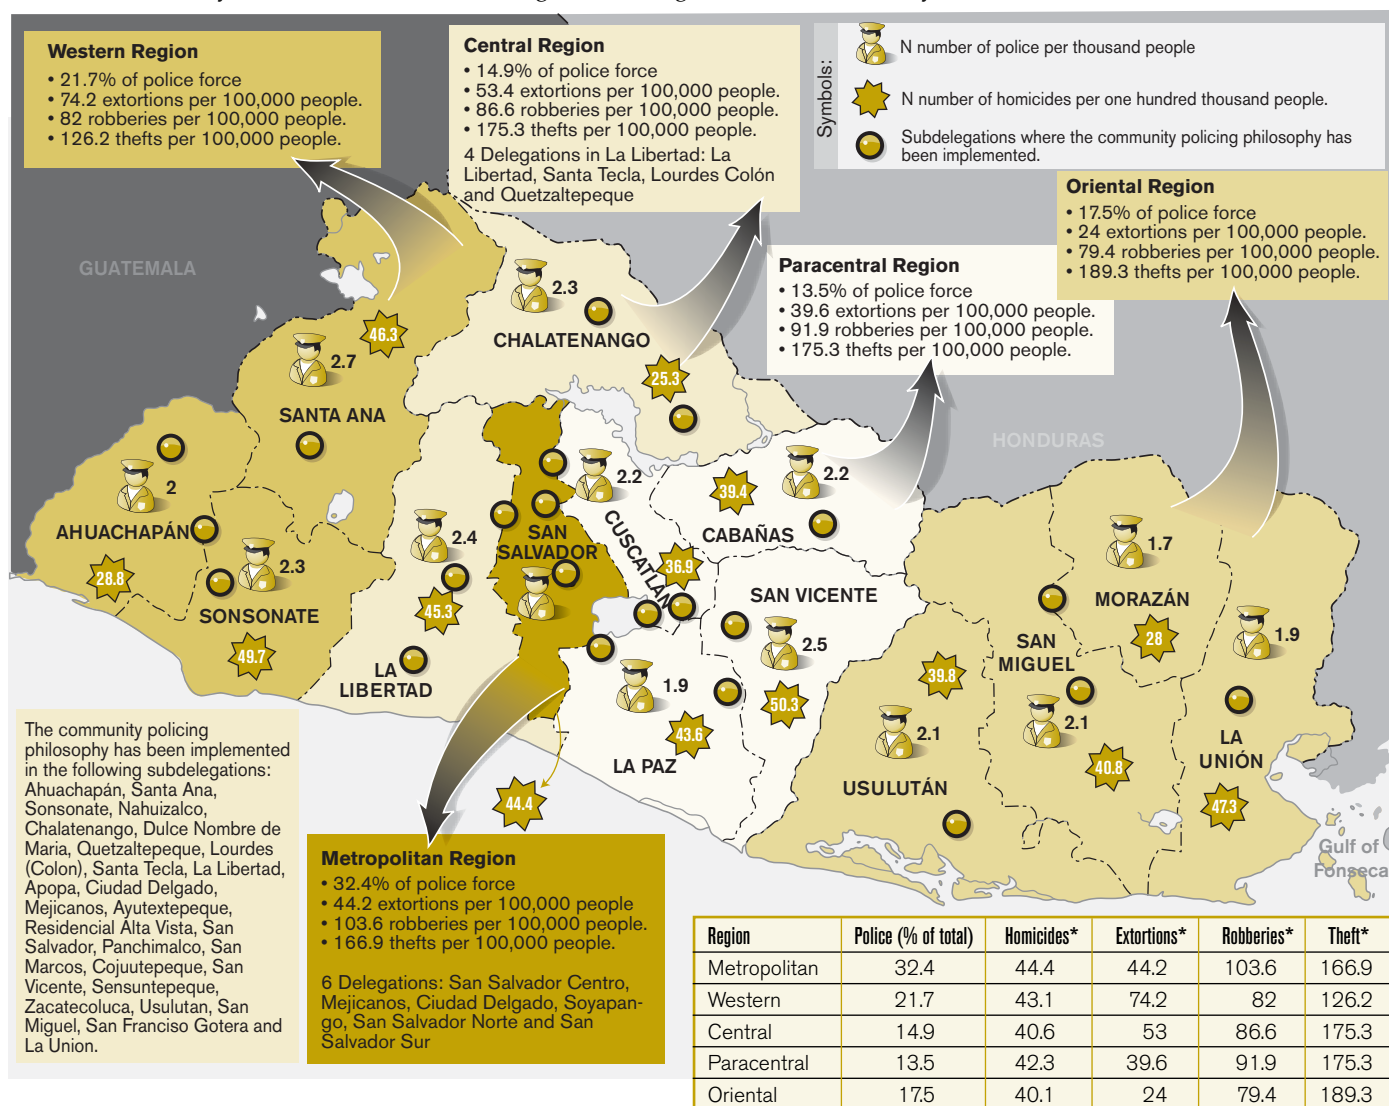 Western Region
• 21.7% of police force
• 74.2 extortions per 100,000 people.
• 82 robberies per 100,000 people.
• 126.2 thefts per 100,000 people.
Central Region
• 14.9% of police force
• 53.4 extortions per 100,000 people.
• 86.6 robberies per 100,000 people.
• 175.3 thefts per 100,000 people.
4 Delegations in La Libertad: La
Libertad, Santa Tecla, Lourdes Colón
and Quetzaltepeque
Symbols:
N number of police per thousand people
N number of homicides per one hundred thousand people.
Subdelegations where the community policing philosophy has
been implemented.
Oriental Region
• 17.5% of police force
• 24 extortions per 100,000 people.
• 79.4 robberies per 100,000 people.
• 189.3 thefts per 100,000 people.
Paracentral Region
• 13.5% of police force
• 39.6 extortions per 100,000 people.
• 91.9 robberies per 100,000 people.
• 175.3 thefts per 100,000 people.
GUATEMALA
HONDURAS
2.3
CHALATENANGO
25.3
46.3
2.7
SANTA ANA
2
AHUACHAPÁN
28.8
2.3
SONSONATE
49.7
2.4
45.3
LA
LIBERTAD
SAN
SALVADOR
44.4
2.2
CUSCATLÁN
36.9
39.4
2.2
CABAÑAS
SAN VICENTE
2.5
50.3
1.9
43.6
LA PAZ
39.8
2.1
USULUTÁN
SAN
MIGUEL
2.1
40.8
1.7
MORAZÁN
28
1.9
LA
UNIÓN
47.3
Gulf of
Fonseca
The community policing
philosophy has been implemented
in the following subdelegations:
Ahuachapán, Santa Ana,
Sonsonate, Nahuizalco,
Chalatenango, Dulce Nombre de
Maria, Quetzaltepeque, Lourdes
(Colon), Santa Tecla, La Libertad,
Apopa, Ciudad Delgado,
Mejicanos, Ayutextepeque,
Residencial Alta Vista, San
Salvador, Panchimalco, San
Marcos, Cojuutepeque, San
Vicente, Sensuntepeque,
Zacatecoluca, Usulutan, San
Miguel, San Franciso Gotera and
La Union.
Metropolitan Region
• 32.4% of police force
• 44.2 extortions per 100,000 people
• 103.6 robberies per 100,000 people.
• 166.9 thefts per 100,000 people.
6 Delegations: San Salvador Centro,
Mejicanos, Ciudad Delgado, Soyapan-
go, San Salvador Norte and San
Salvador Sur
Region Police (% of total) Homicides* Extortions* Robberies* Theft*
Metropolitan 32.4 44.4 44.2 103.6 166.9
Western 21.7 43.1 74.2 82 126.2
Central 14.9 40.6 53 86.6 175.3
Paracentral 13.5 42.3 39.6 91.9 175.3
Oriental 17.5 40.1 24 79.4 189.3